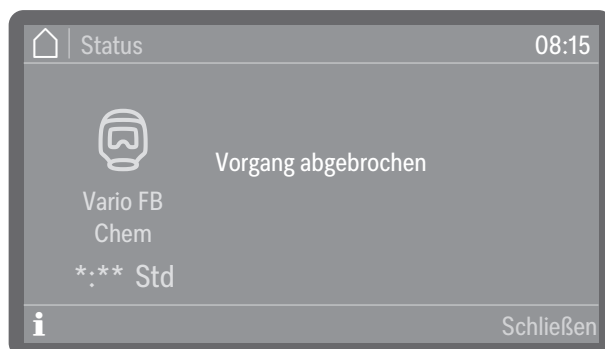 Status 08:15
Vorgang abgebrochen
Vario FB
Chem
*:** Std
i Schließen